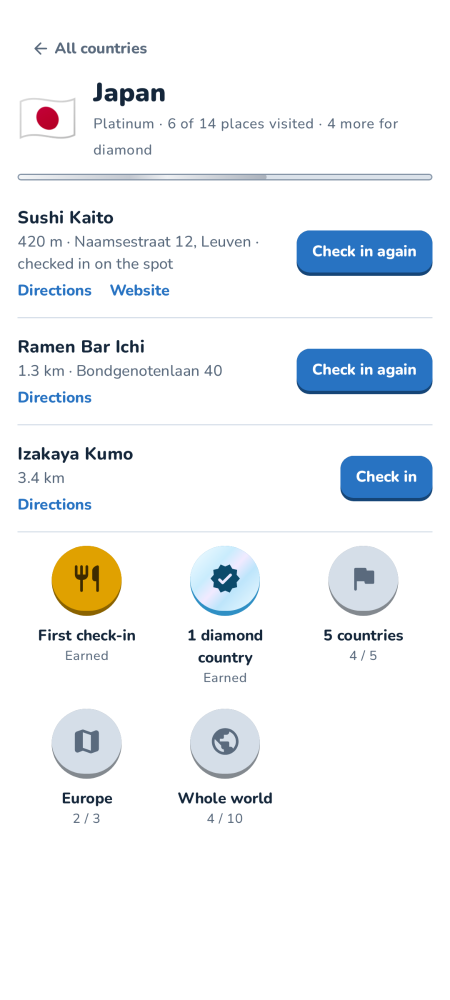 All countries
Japan
Platinum · 6 of 14 places visited · 4 more for
diamond
Sushi Kaito
420 m · Naamsestraat 12, Leuven ·
checked in on the spot
Check in again
Directions Website
Ramen Bar Ichi
1.3 km · Bondgenotenlaan 40
Check in again
Directions
Izakaya Kumo
3.4 km
Check in
Directions
First check-in
Earned
1 diamond
country
Earned
5 countries
4 / 5
Europe
2 / 3
Whole world
4 / 10